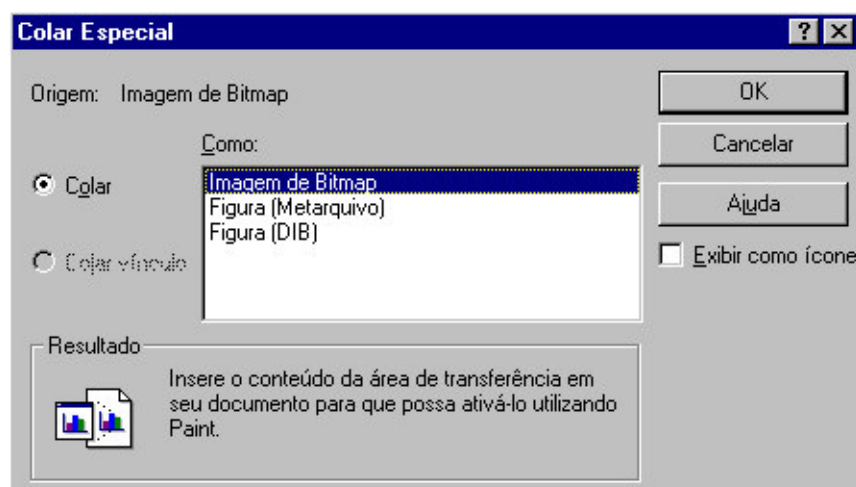 Colar Especial
Origem: Imagem de Bitmap
OK
Cancelar
Ajuda
Exibir como ícone
Como:
Colar
Colar vínculo
Imagem de Bitmap
Figura (Metarquivo)
Figura (DIB)
Resultado
Insere o conteúdo da área de transferência em
seu documento para que possa ativá-lo utilizando
Paint.